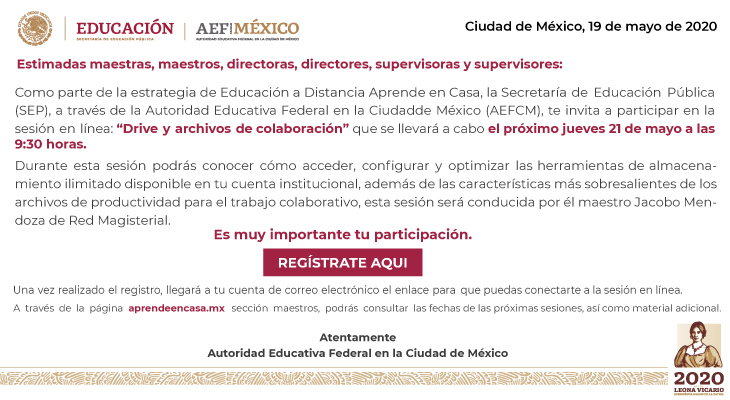 EDUCACIÓN
SECRETARÍA DE EDUCACIÓN PÚBLICA
AEFMÉXICO
AUTORIDAD EDUCATIVA FEDERAL EN LA CIUDAD DE MÉXICO
Ciudad de México, 19 de mayo de 2020
Estimadas maestras, maestros, directoras, directores, supervisoras y supervisores:
Como parte de la estrategia de Educación a Distancia Aprende en Casa, la Secretaría de Educación Pública
(SEP), a través de la Autoridad Educativa Federal en la Ciudadde México (AEFCM), te invita a participar en la
sesión en línea: “Drive y archivos de colaboración” que se llevará a cabo el próximo jueves 21 de mayo a las
9:30 horas.
Durante esta sesión podrás conocer cómo acceder, configurar y optimizar las herramientas de almacena-
miento ilimitado disponible en tu cuenta institucional, además de las características más sobresalientes de los
archivos de productividad para el trabajo colaborativo, esta sesión será conducida por él maestro Jacobo Men-
doza de Red Magisterial.
Es muy importante tu participación.
REGÍSTRATE AQUI
Una vez realizado el registro, llegará a tu cuenta de correo electrónico el enlace para que puedas conectarte a la sesión en línea.
A través de la página aprendeencasa.mx sección maestros, podrás consultar las fechas de las próximas sesiones, así como material adicional.
Atentamente
Autoridad Educativa Federal en la Ciudad de México
2020
LEONA VICARIO